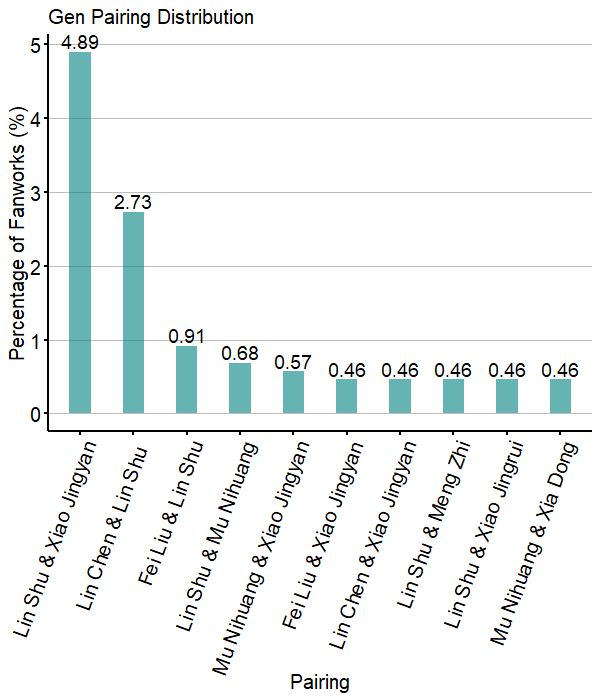 Gen Pairing Distribution
Percentage of Fanworks (%)
5
4
3
2
1
0
4.89
2.73
0.91
0.68
0.57
0.46
0.46
0.46
0.46
0.46
Lin Shu & Xiao Jingyan
Lin Chen & Lin Shu
Fei Liu & Lin Shu
Lin Shu & Mu Nihuang
Mu Nihuang & Xiao Jingyan
Fei Liu & Xiao Jingyan
Lin Chen & Xiao Jingyan
Lin Shu & Meng Zhi
Lin Shu & Xiao Jingrui
Mu Nihuang & Xia Dong
Pairing